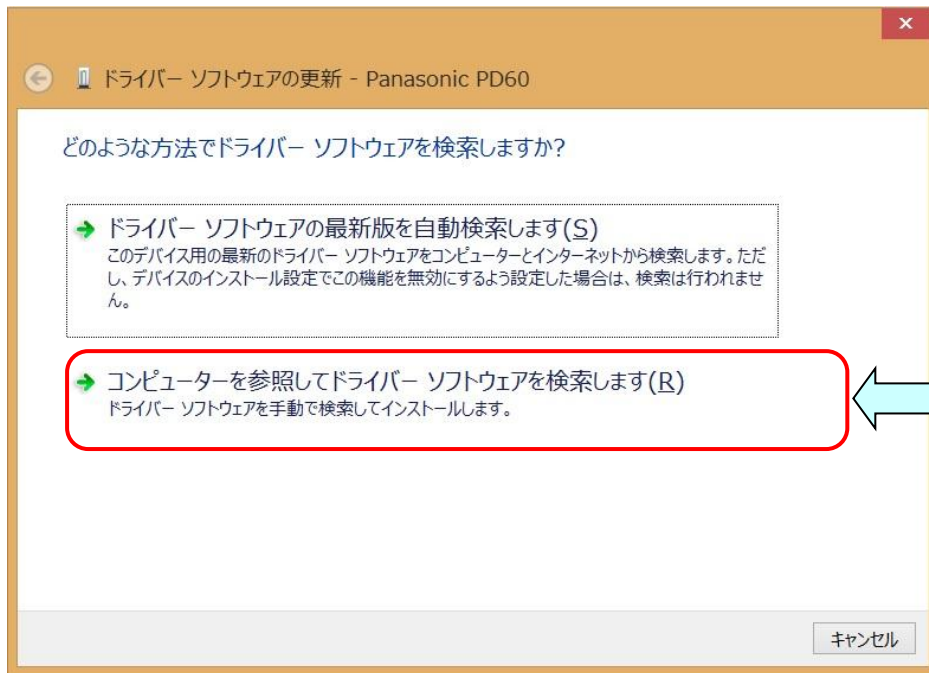 ドライバー ソフトウェアの更新 - Panasonic PD60
どのような方法でドライバー ソフトウェアを検索しますか?
ドライバー ソフトウェアの最新版を自動検索します(S)
このデバイス用の最新のドライバー ソフトウェアをコンピューターとインターネットから検索します。ただ
し、デバイスのインストール設定でこの機能を無効にするよう設定した場合は、検索は行われませ
ん。
コンピューターを参照してドライバー ソフトウェアを検索します(R)
ドライバー ソフトウェアを手動で検索してインストールします。
キャンセル